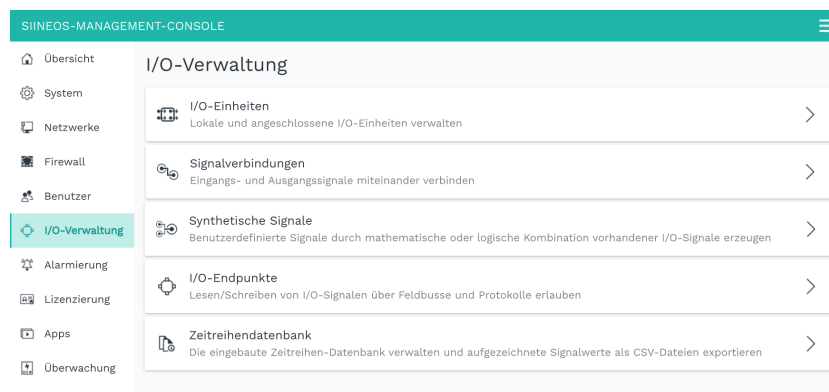 SIINEOS-MANAGEMENT-CONSOLE
Übersicht
System
Netzwerke
Firewall
Benutzer
I/O-Verwaltung
Alarmierung
Lizenzierung
Apps
Überwachung
I/O-Verwaltung
I/O-Einheiten
Lokale und angeschlossene I/O-Einheiten verwalten
Signalverbindungen
Eingangs- und Ausgangssignale miteinander verbinden
Synthetische Signale
Benutzerdefinierte Signale durch mathematische oder logische Kombination vorhandener I/O-Signale erzeugen
I/O-Endpunkte
Lesen/Schreiben von I/O-Signalen über Feldbusse und Protokolle erlauben
Zeitreihendatenbank
Die eingebaute Zeitreihen-Datenbank verwalten und aufgezeichnete Signalwerte als CSV-Dateien exportieren